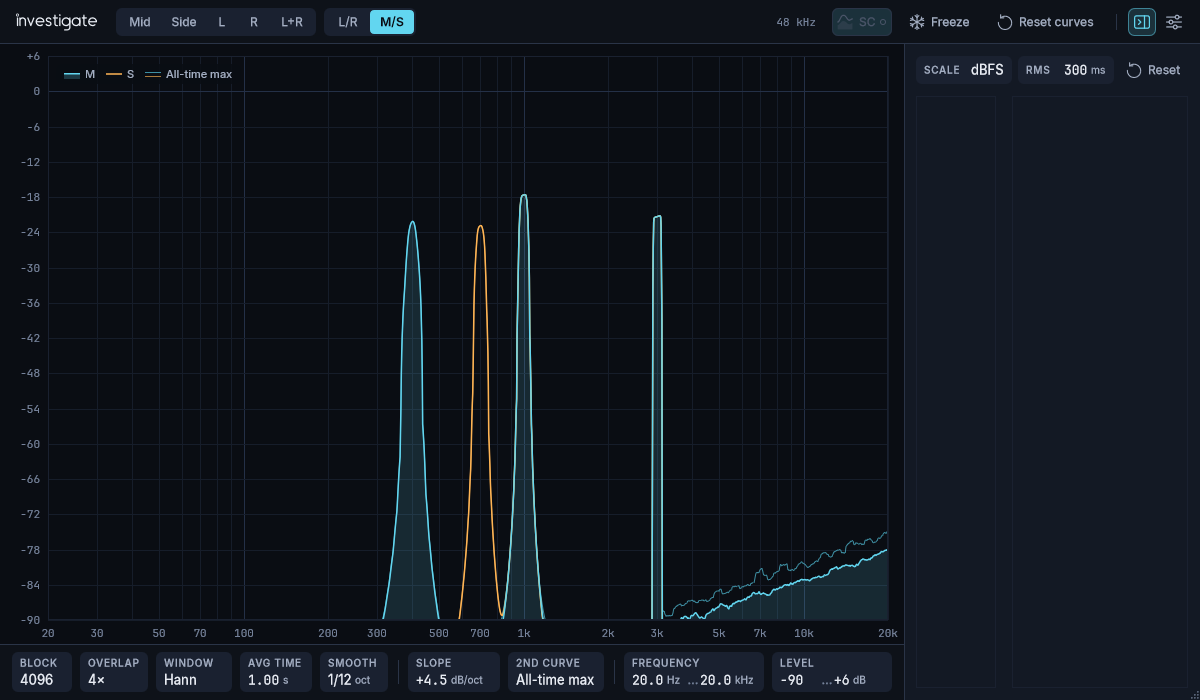 investigate
Mid Side L R L+R L/R M/S 48 kHz SC Freeze Reset curves
SCALE dBFS RMS 300 ms Reset
M S All-time max
+6
0
-6
-12
-18
-24
-30
-36
-42
-48
-54
-60
-66
-72
-78
-84
-90
20 30 50 70 100 200 300 500 700 1k 2k 3k 5k 7k 10k 20k
BLOCK OVERLAP WINDOW AVG TIME SMOOTH SLOPE 2ND CURVE FREQUENCY LEVEL
4096 4× Hann 1.00 s 1/12 oct +4.5 dB/oct All-time max 20.0 Hz ...20.0 kHz -90 ...+6 dB